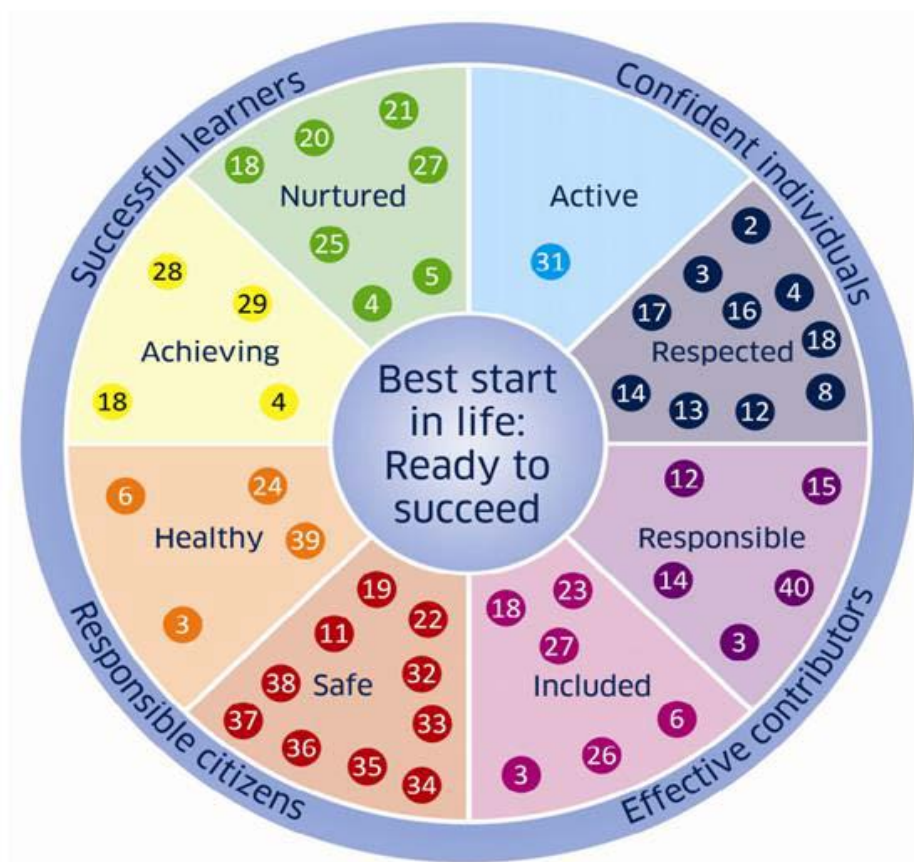 Successful learners
Confident individuals
Responsible citizens
Effective contributors
Best start
in life:
Ready to
succeed
Nurtured
21
20
18
27
25
5
4
Active
31
Respected
2
3
4
17
16
18
14
13
12
8
Responsible
12
15
14
40
3
Included
23
18
27
6
26
3
Safe
19
22
11
32
38
37
33
36
35
34
Healthy
6
24
39
3
Achieving
28
29
18
4